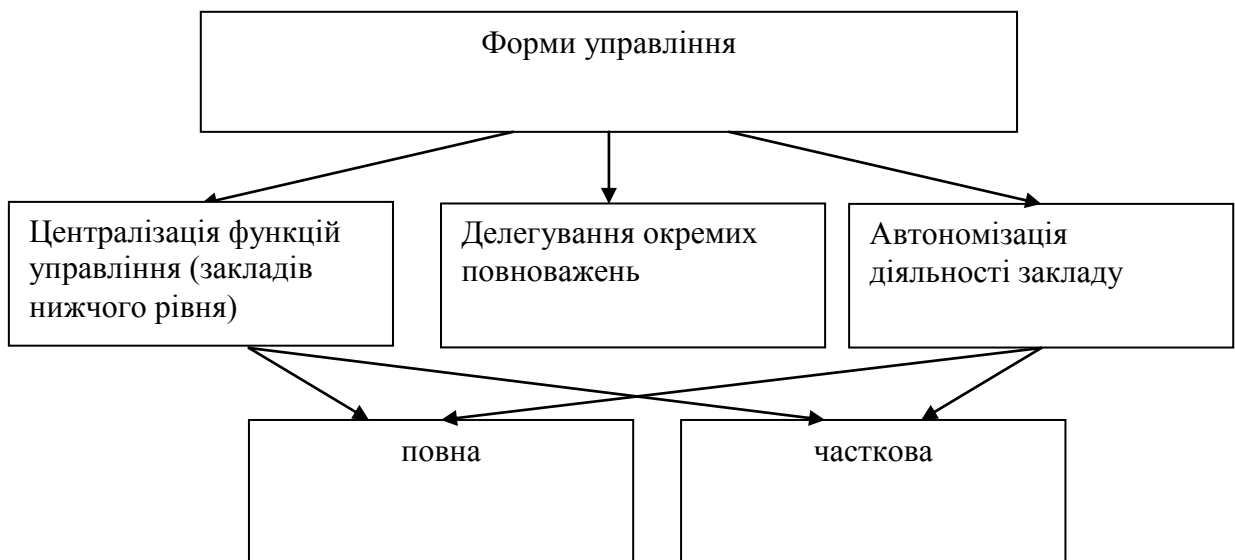 Форми управління
Централізація функцій
управління (закладів
нижчого рівня)
Делегування окремих
повноважень
Автономізація
діяльності закладу
повна
часткова